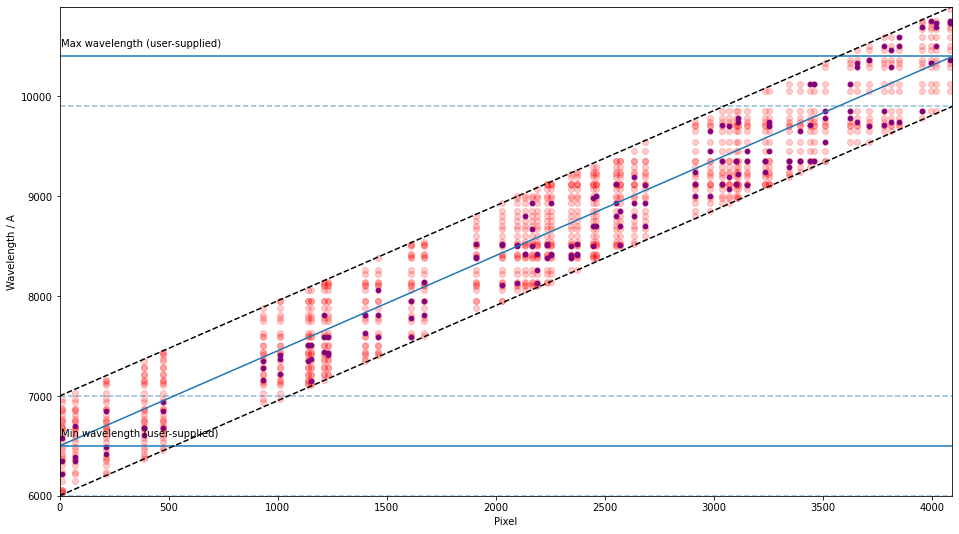 Max wavelength (user-supplied)
10000
9000
8000
7000
6000
Wavelength / A
Min wavelength (user-supplied)
0 500 1000 1500 2000 2500 3000 3500 4000
Pixel